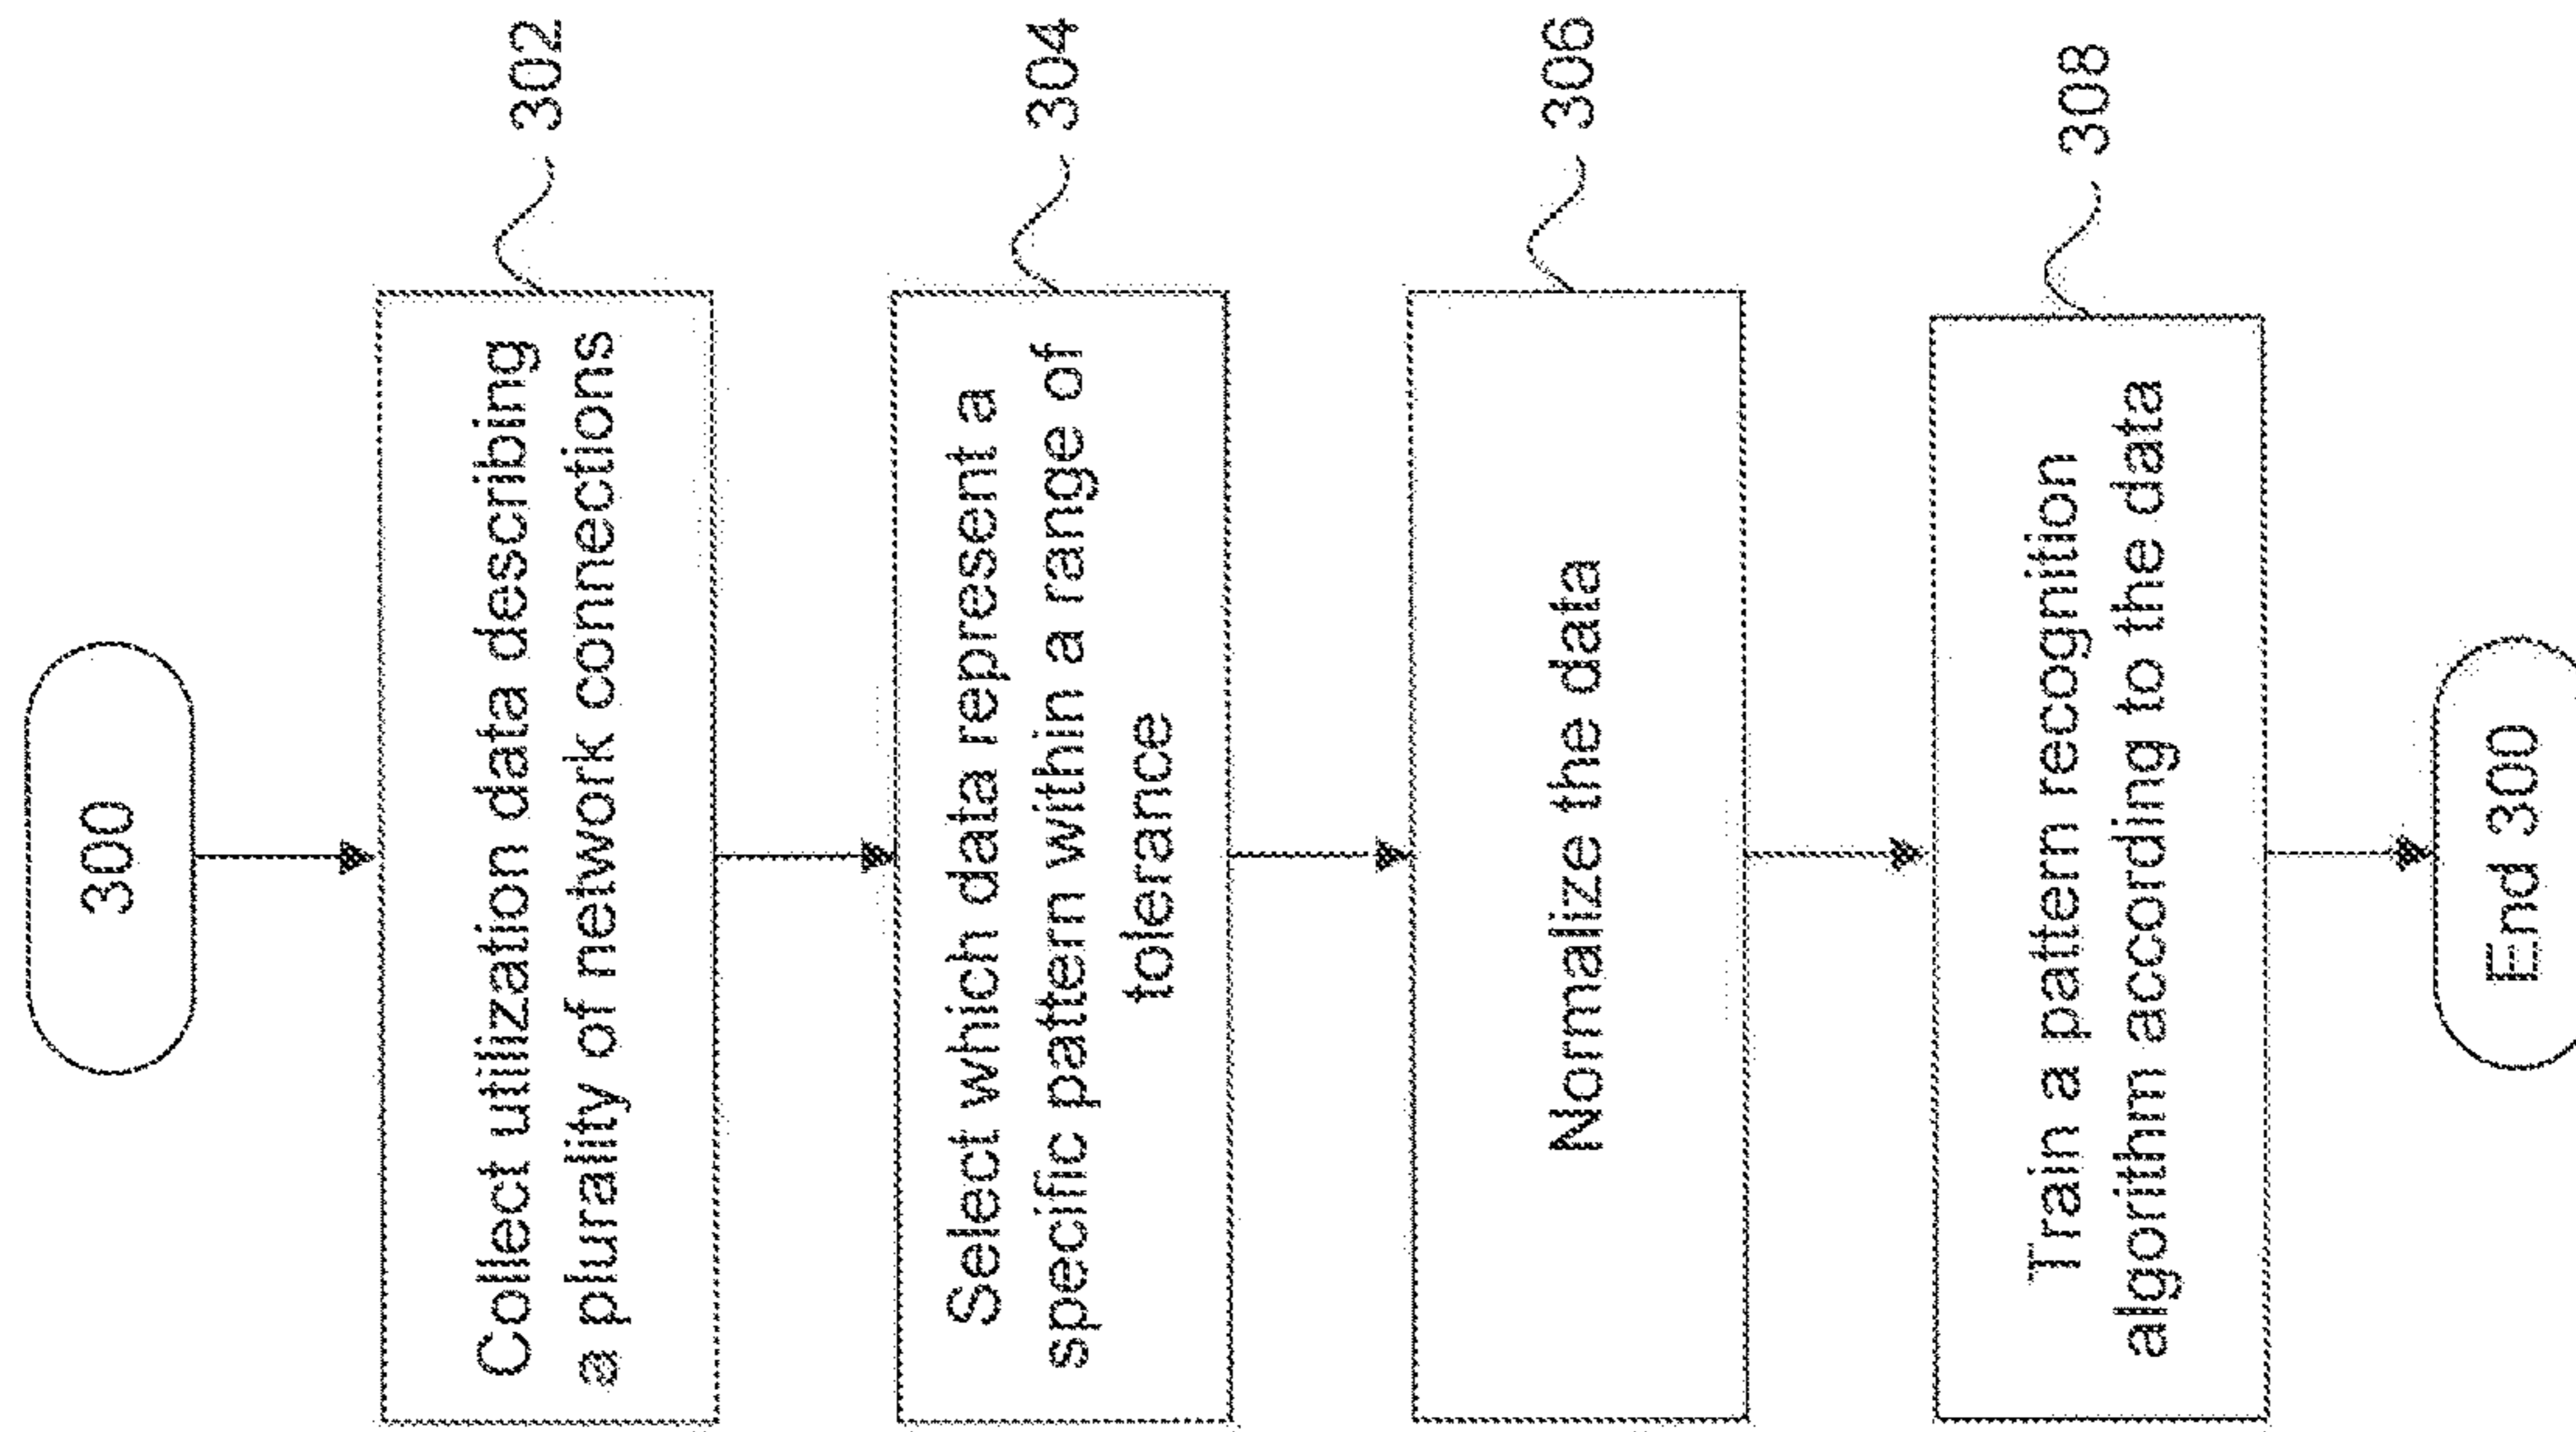 300
Collect utilization data describing
a plurality of network connections
302
Select which data represent a
specific pattern within a range of
tolerance
304
Normalize the data
306
Train a pattern recognition
algorithm according to the data
308
End 300